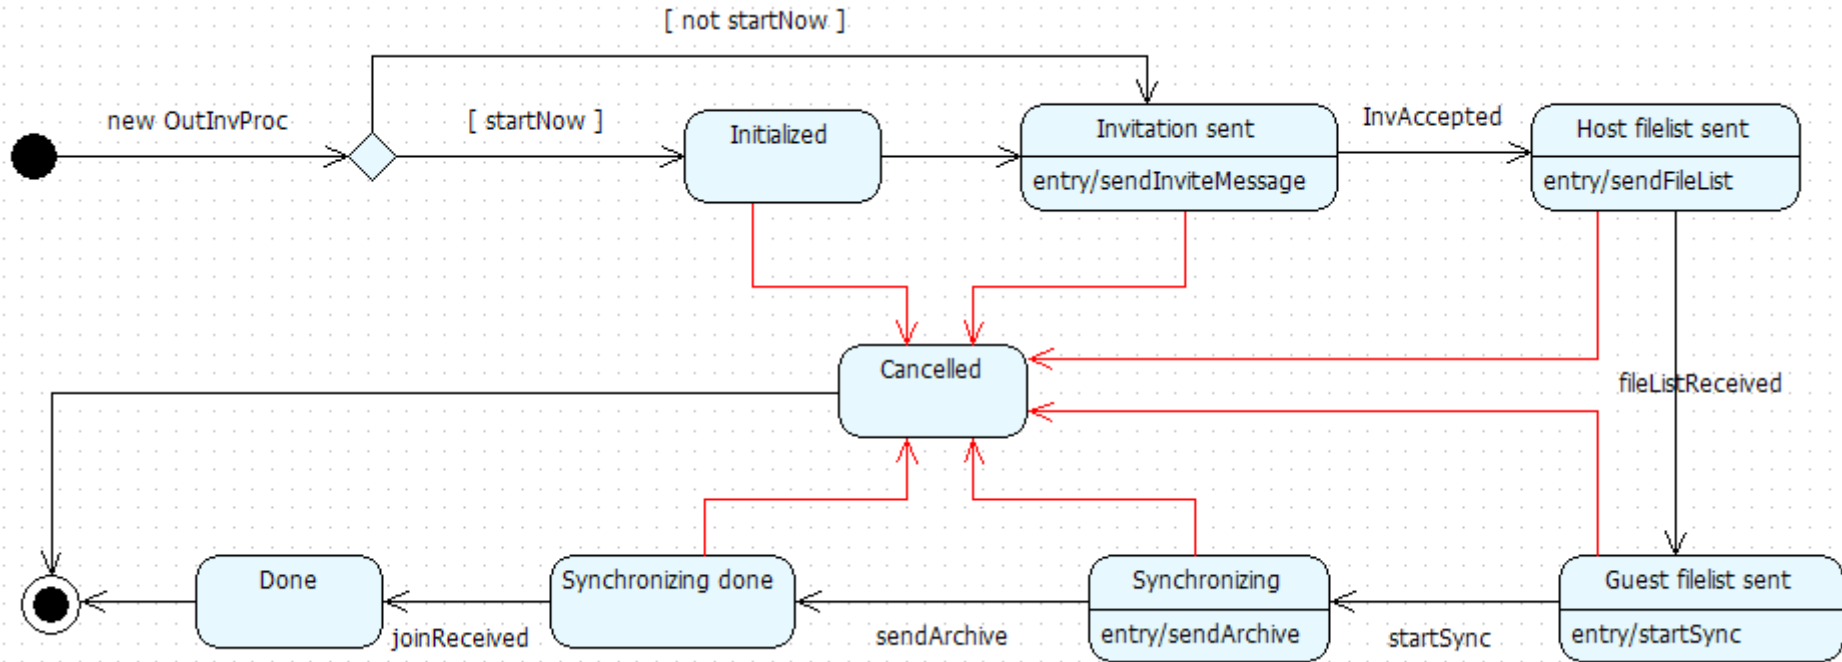 [ not startNow ]
new OutInvProc
[ startNow ]
Initialized
Invitation sent
entry/sendInviteMessage
InvAccepted
Host filelist sent
entry/sendFileList
Cancelled
fileListReceived
Done
joinReceived
Synchronizing done
sendArchive
Synchronizing
entry/sendArchive
startSync
Guest filelist sent
entry/startSync